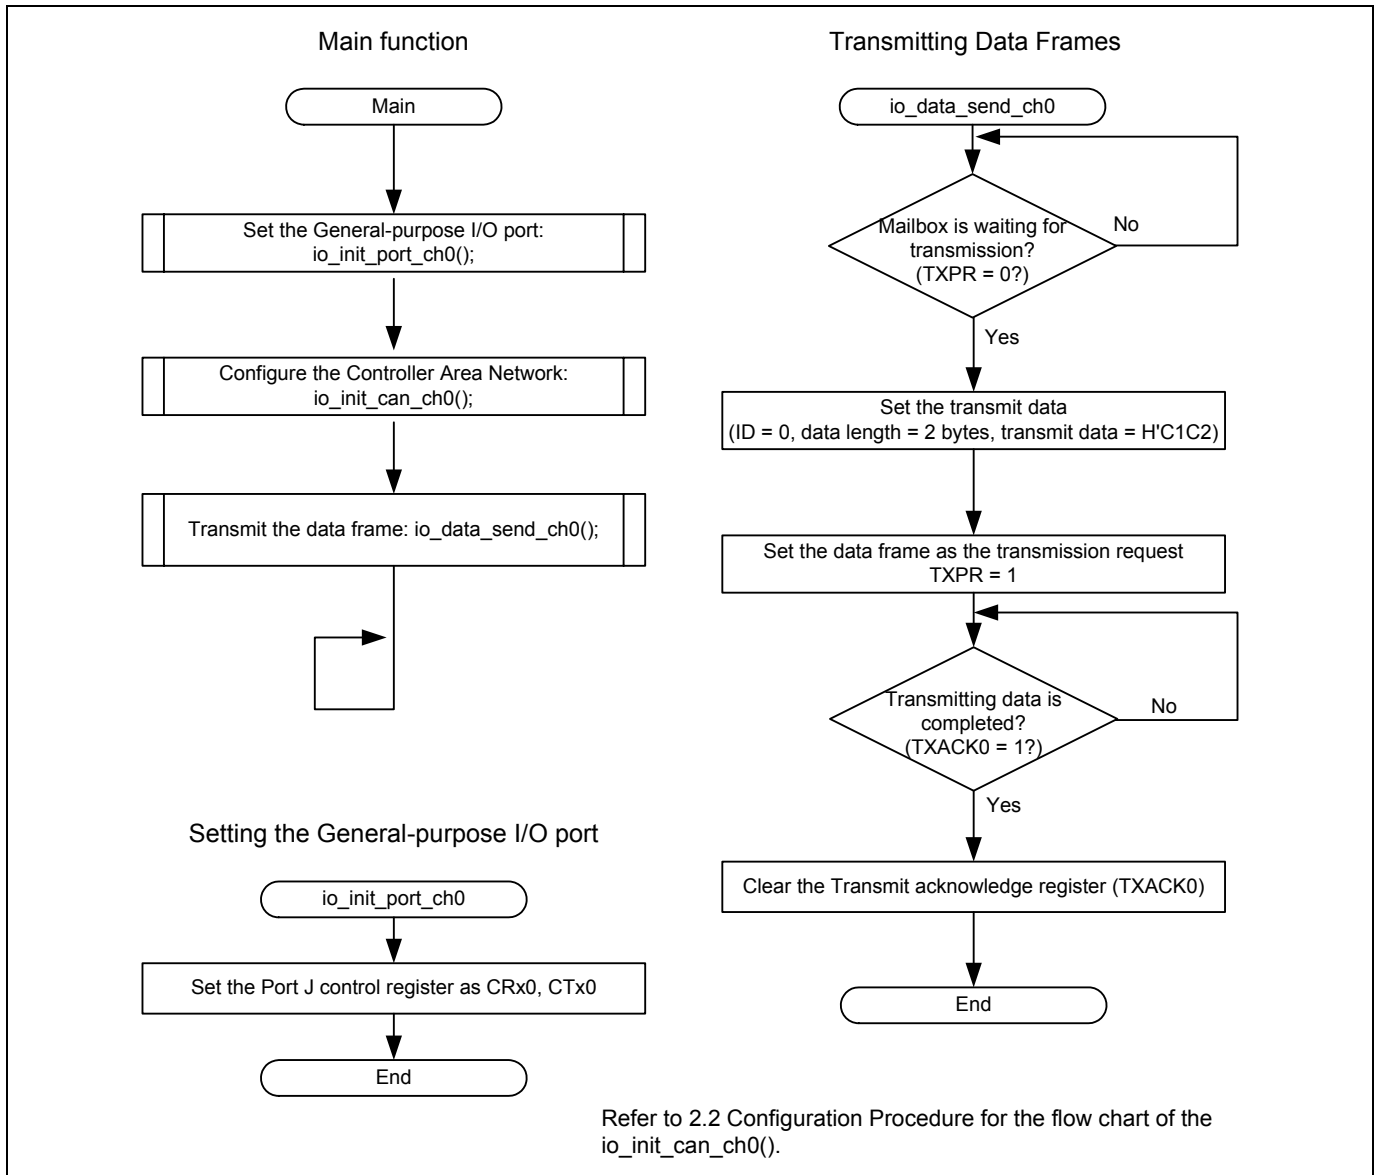 Main function
Main
Set the General-purpose I/O port:
io_init_port_ch0();
Configure the Controller Area Network:
io_init_can_ch0();
Transmit the data frame: io_data_send_ch0();
Setting the General-purpose I/O port
io_init_port_ch0
Set the Port J control register as CRx0, CTx0
End
Transmitting Data Frames
io_data_send_ch0
Mailbox is waiting for
transmission?
(TXPR = 0?)
No
Yes
Set the transmit data
(ID = 0, data length = 2 bytes, transmit data = H'C1C2)
Set the data frame as the transmission request
TXPR = 1
Transmitting data is
completed?
(TXACK0 = 1?)
No
Yes
Clear the Transmit acknowledge register (TXACK0)
End
Refer to 2.2 Configuration Procedure for the flow chart of the
io_init_can_ch0().